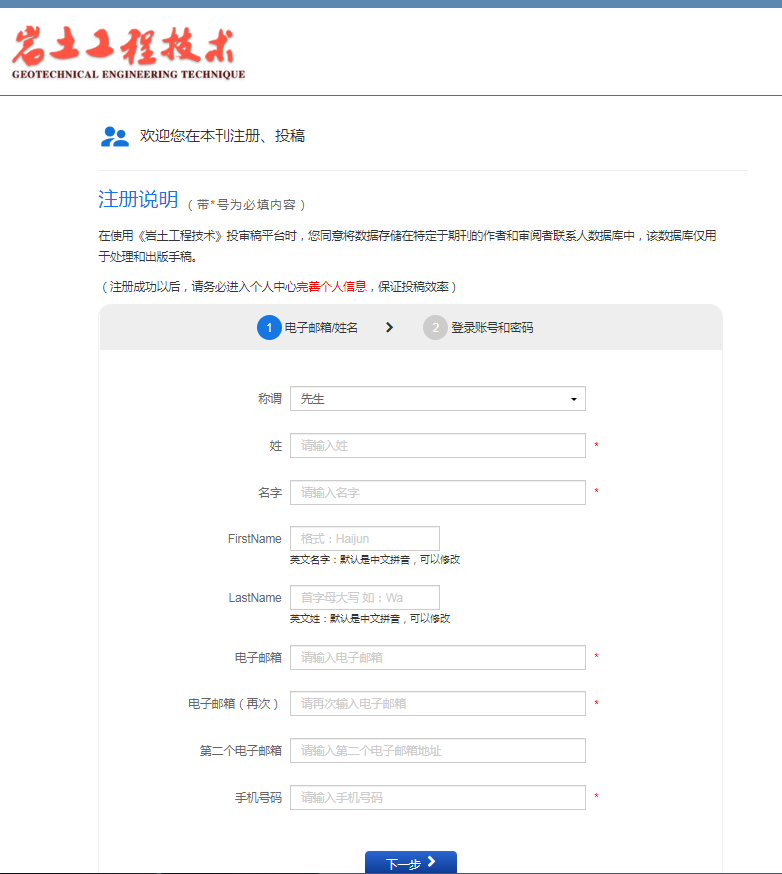 岩土工程技术
GEOTECHNICAL ENGINEERING TECHNIQUE
欢迎您在本刊注册、投稿
注册说明 （带*号为必填内容）
在使用《岩土工程技术》投审稿平台时，您同意将数据存储在特定于期刊的作者和审阅者联系人数据库中，该数据库仅用
于处理和出版手稿。
（注册成功以后，请务必进入个人中心完善个人信息，保证投稿效率）
1 电子邮箱/姓名 2 登录账号和密码
称谓 先生
姓 请输入姓 *
名字 请输入名字 *
FirstName 格式：Haijun
英文名字：默认是中文拼音，可以修改
LastName 首字母大写 如：Wa
英文姓：默认是中文拼音，可以修改
电子邮箱 请输入电子邮箱 *
电子邮箱（再次） 请再次输入电子邮箱 *
第二个电子邮箱 请输入第二个电子邮箱地址
手机号码 请输入手机号码 *
下一步